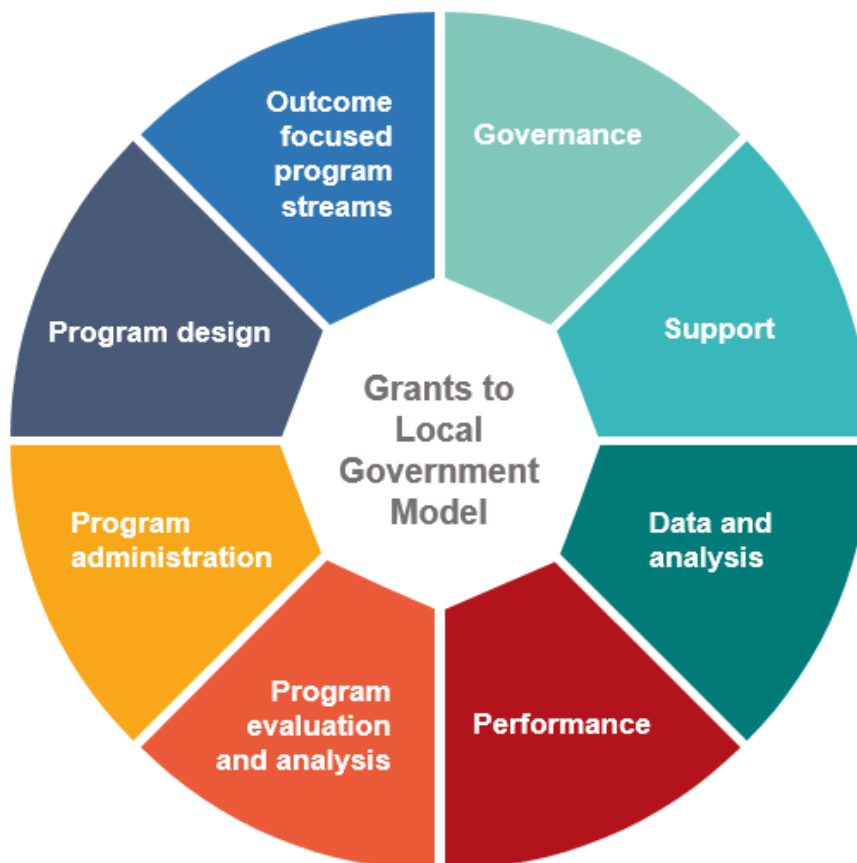 Outcome
focused
program
streams
Governance
Support
Data and
analysis
Performance
Program
evaluation
and analysis
Program
administration
Program design
Grants to
Local
Government
Model